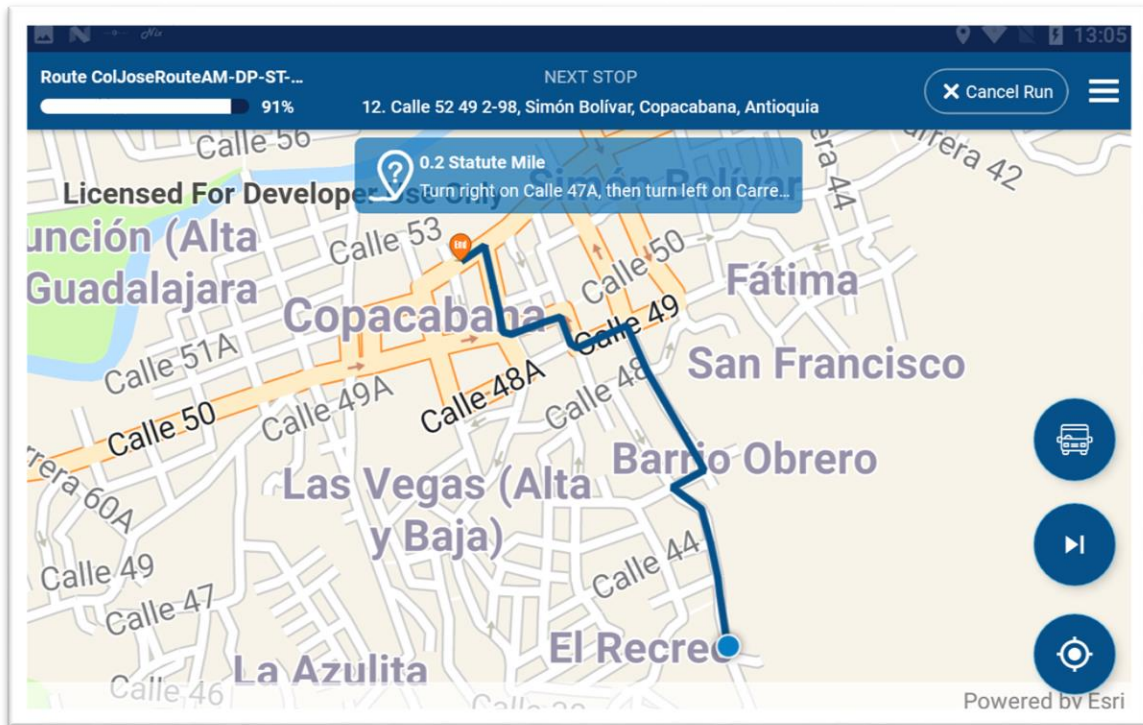 Nix
13:05
Route ColJoseRouteAM-DP-ST-...
NEXT STOP
91%
12. Calle 52 49 2-98, Simón Bolívar, Copacabana, Antioquia
Cancel Run
Calle 56
Carrera 42
0.2 Statute Mile
Licensed For Developer Use Only
Turn right on Calle 47A, then turn left on Carre...
Simón Bolívar
44
unción (Alta
Guadalajara
Calle 53
End
Calle 50
Fátima
Copacabana
Calle 49
Calle 51A
San Francisco
Calle 48A
Calle 48
Calle 49A
Calle 50
Barrio Obrero
rrera 60A
Las Vegas (Alta
y Baja)
Calle 44
Calle 49
Calle 47
El Recreo
La Azulita
Calle 46
Powered by Esri